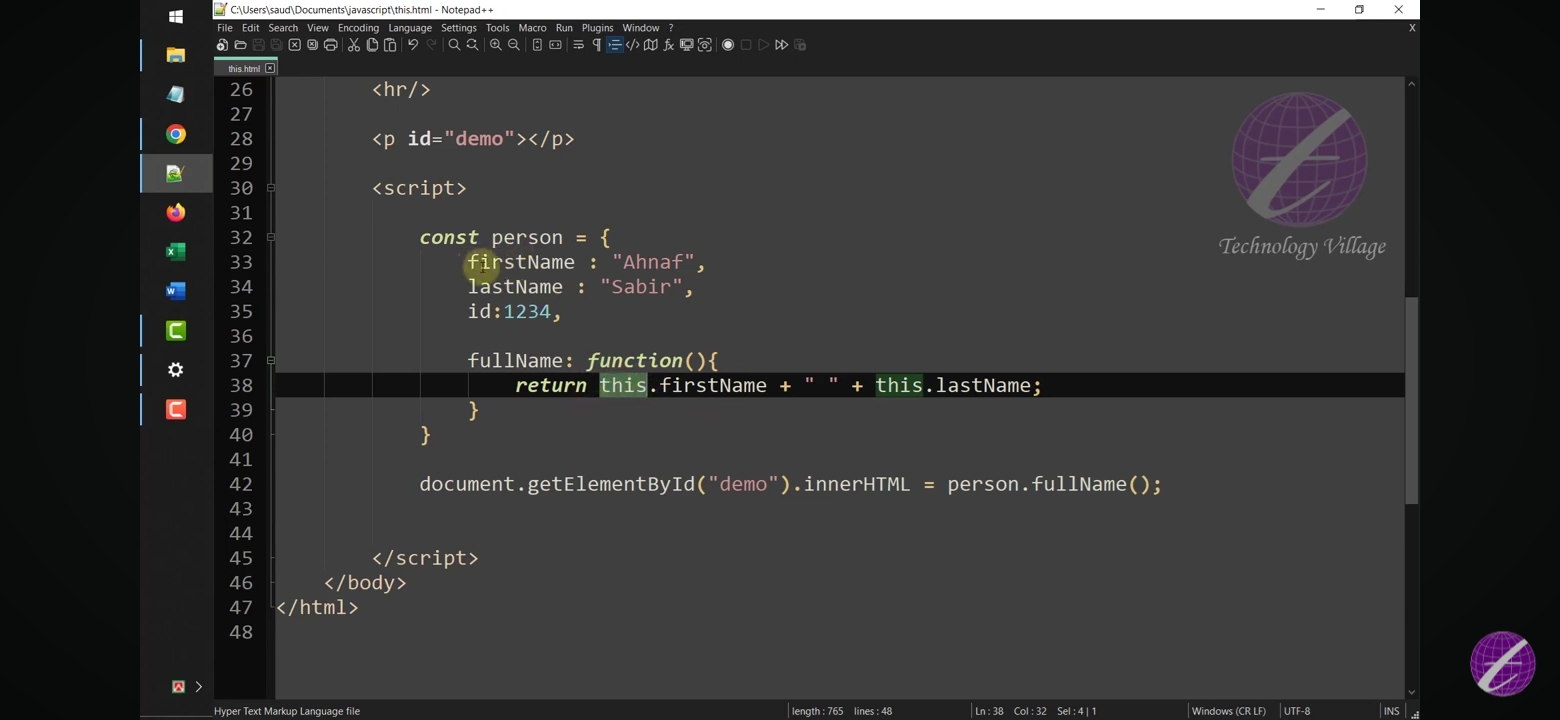 C:\Users\saud\Documents\javascript\this.html - Notepad++
File Edit Search View Encoding Language Settings Tools Macro Run Plugins Window ? X
this.html
26 <hr/>
27
28 <p id="demo"></p>
29
30 <script>
31
32 const person = {
33 firstName : "Ahnaf",
34 lastName : "Sabir",
35 id:1234,
36
37 fullName: function(){
38 return this.firstName + " " + this.lastName;
39 }
40 }
41
42 document.getElementById("demo").innerHTML = person.fullName();
43
44
45 </script>
46 </body>
47 </html>
48
Technology Village
Hyper Text Markup Language file length : 765 lines : 48 Ln : 38 Col : 32 Sel : 4 | 1 Windows (CR LF) UTF-8 INS